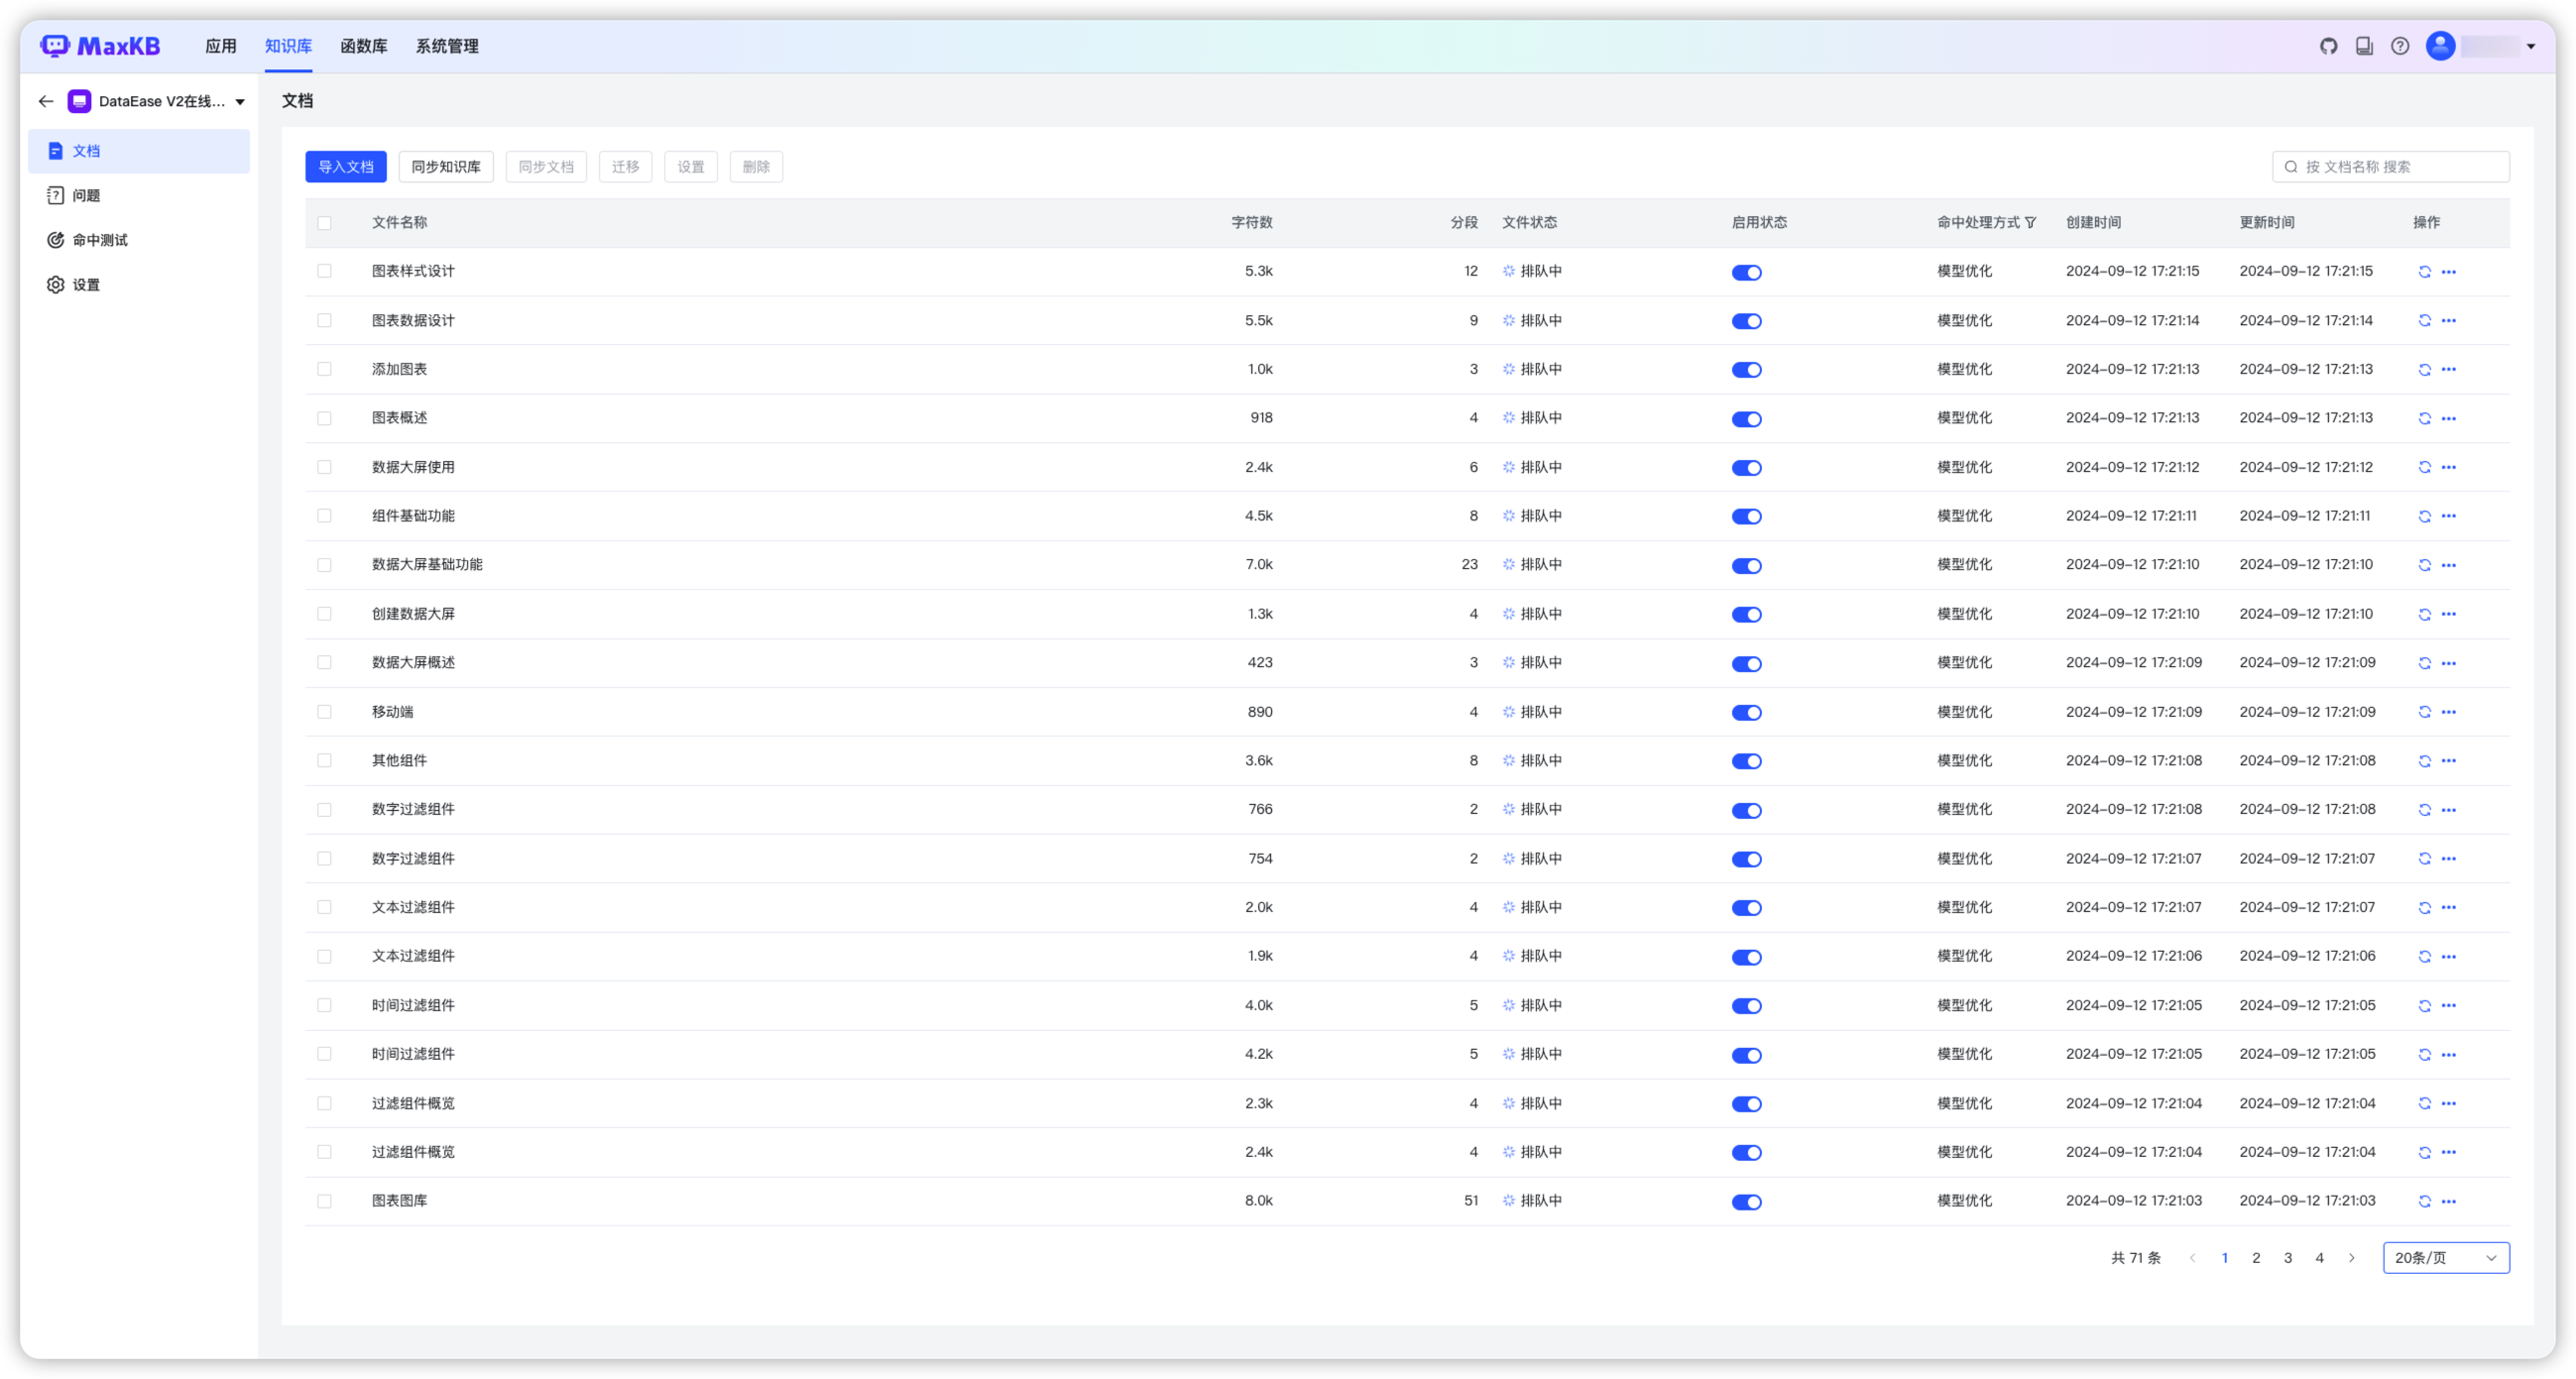 MaxKB 应用 知识库 函数库 系统管理
DataEase V2在线...
文档
问题
命中测试
设置
文档
导入文档 同步知识库 同步文档 迁移 设置 删除 按 文档名称 搜索
文件名称 字符数 分段 文件状态 启用状态 命中处理方式 创建时间 更新时间 操作
图表样式设计 5.3k 12 排队中 模型优化 2024-09-12 17:21:15 2024-09-12 17:21:15
图表数据设计 5.5k 9 排队中 模型优化 2024-09-12 17:21:14 2024-09-12 17:21:14
添加图表 1.0k 3 排队中 模型优化 2024-09-12 17:21:13 2024-09-12 17:21:13
图表概述 918 4 排队中 模型优化 2024-09-12 17:21:13 2024-09-12 17:21:13
数据大屏使用 2.4k 6 排队中 模型优化 2024-09-12 17:21:12 2024-09-12 17:21:12
组件基础功能 4.5k 8 排队中 模型优化 2024-09-12 17:21:11 2024-09-12 17:21:11
数据大屏基础功能 7.0k 23 排队中 模型优化 2024-09-12 17:21:10 2024-09-12 17:21:10
创建数据大屏 1.3k 4 排队中 模型优化 2024-09-12 17:21:10 2024-09-12 17:21:10
数据大屏概述 423 3 排队中 模型优化 2024-09-12 17:21:09 2024-09-12 17:21:09
移动端 890 4 排队中 模型优化 2024-09-12 17:21:09 2024-09-12 17:21:09
其他组件 3.6k 8 排队中 模型优化 2024-09-12 17:21:08 2024-09-12 17:21:08
数字过滤组件 766 2 排队中 模型优化 2024-09-12 17:21:08 2024-09-12 17:21:08
数字过滤组件 754 2 排队中 模型优化 2024-09-12 17:21:07 2024-09-12 17:21:07
文本过滤组件 2.0k 4 排队中 模型优化 2024-09-12 17:21:07 2024-09-12 17:21:07
文本过滤组件 1.9k 4 排队中 模型优化 2024-09-12 17:21:06 2024-09-12 17:21:06
时间过滤组件 4.0k 5 排队中 模型优化 2024-09-12 17:21:05 2024-09-12 17:21:05
时间过滤组件 4.2k 5 排队中 模型优化 2024-09-12 17:21:05 2024-09-12 17:21:05
过滤组件概览 2.3k 4 排队中 模型优化 2024-09-12 17:21:04 2024-09-12 17:21:04
过滤组件概览 2.4k 4 排队中 模型优化 2024-09-12 17:21:04 2024-09-12 17:21:04
图表图库 8.0k 51 排队中 模型优化 2024-09-12 17:21:03 2024-09-12 17:21:03
共 71 条 1 2 3 4 20条/页